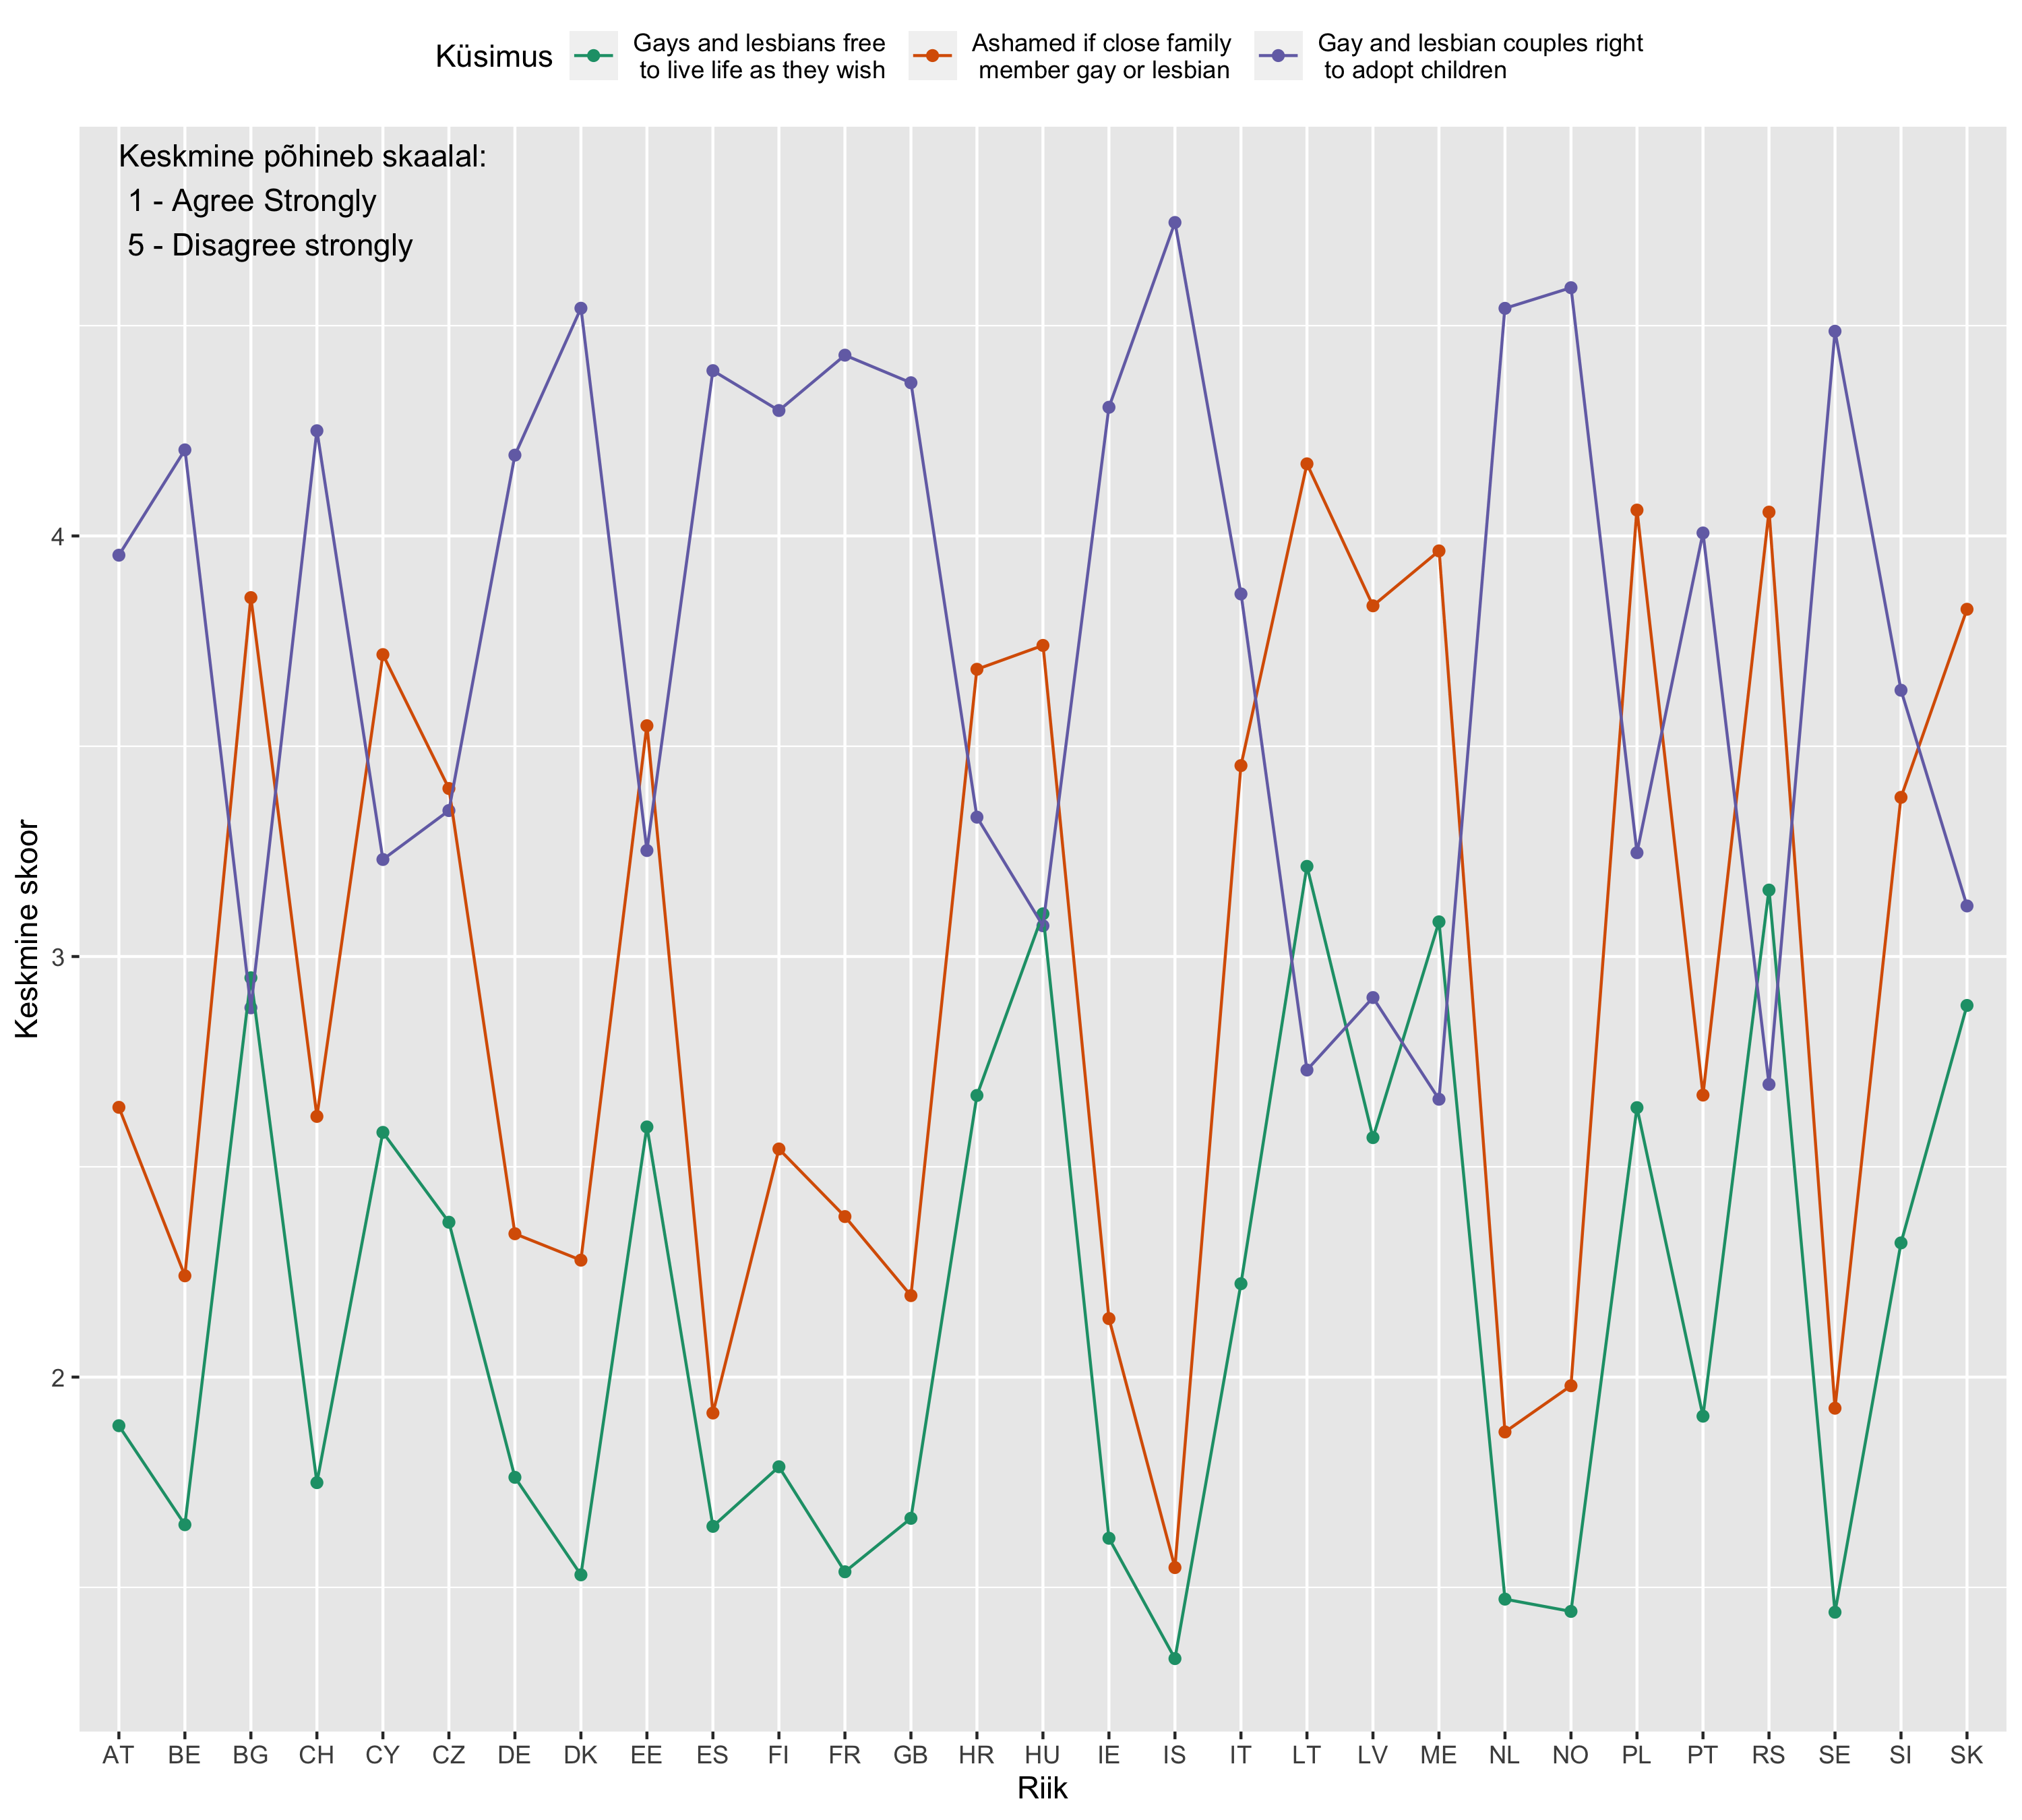 Küsimus
Gays and lesbians free
to live life as they wish
Ashamed if close family
member gay or lesbian
Gay and lesbian couples right
to adopt children
Keskmine põhineb skaalal:
1 - Agree Strongly
5 - Disagree strongly
Keskmine skoor
4
3
2
AT BE BG CH CY CZ DE DK EE ES FI FR GB HR HU IE IS IT LT LV ME NL NO PL PT RS SE SI SK
Riik